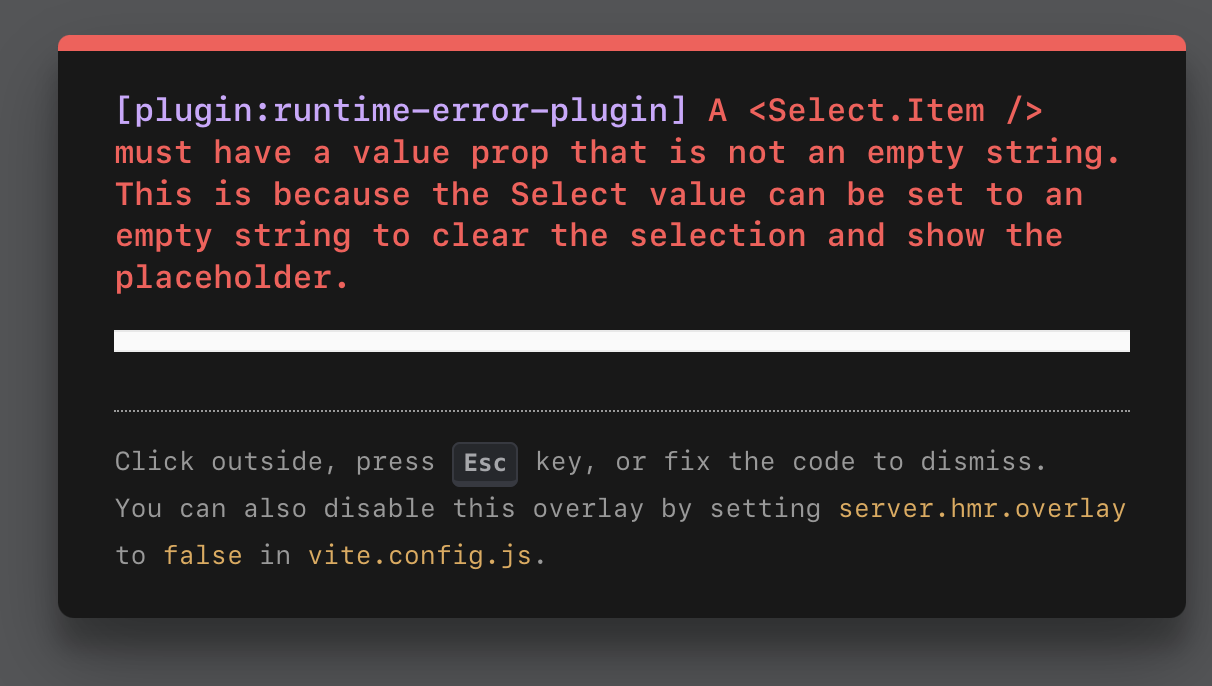 [plugin:runtime-error-plugin] A <Select.Item />
must have a value prop that is not an empty string.
This is because the Select value can be set to an
empty string to clear the selection and show the
placeholder.
Click outside, press Esc key, or fix the code to dismiss.
You can also disable this overlay by setting server.hmr.overlay
to false in vite.config.js.